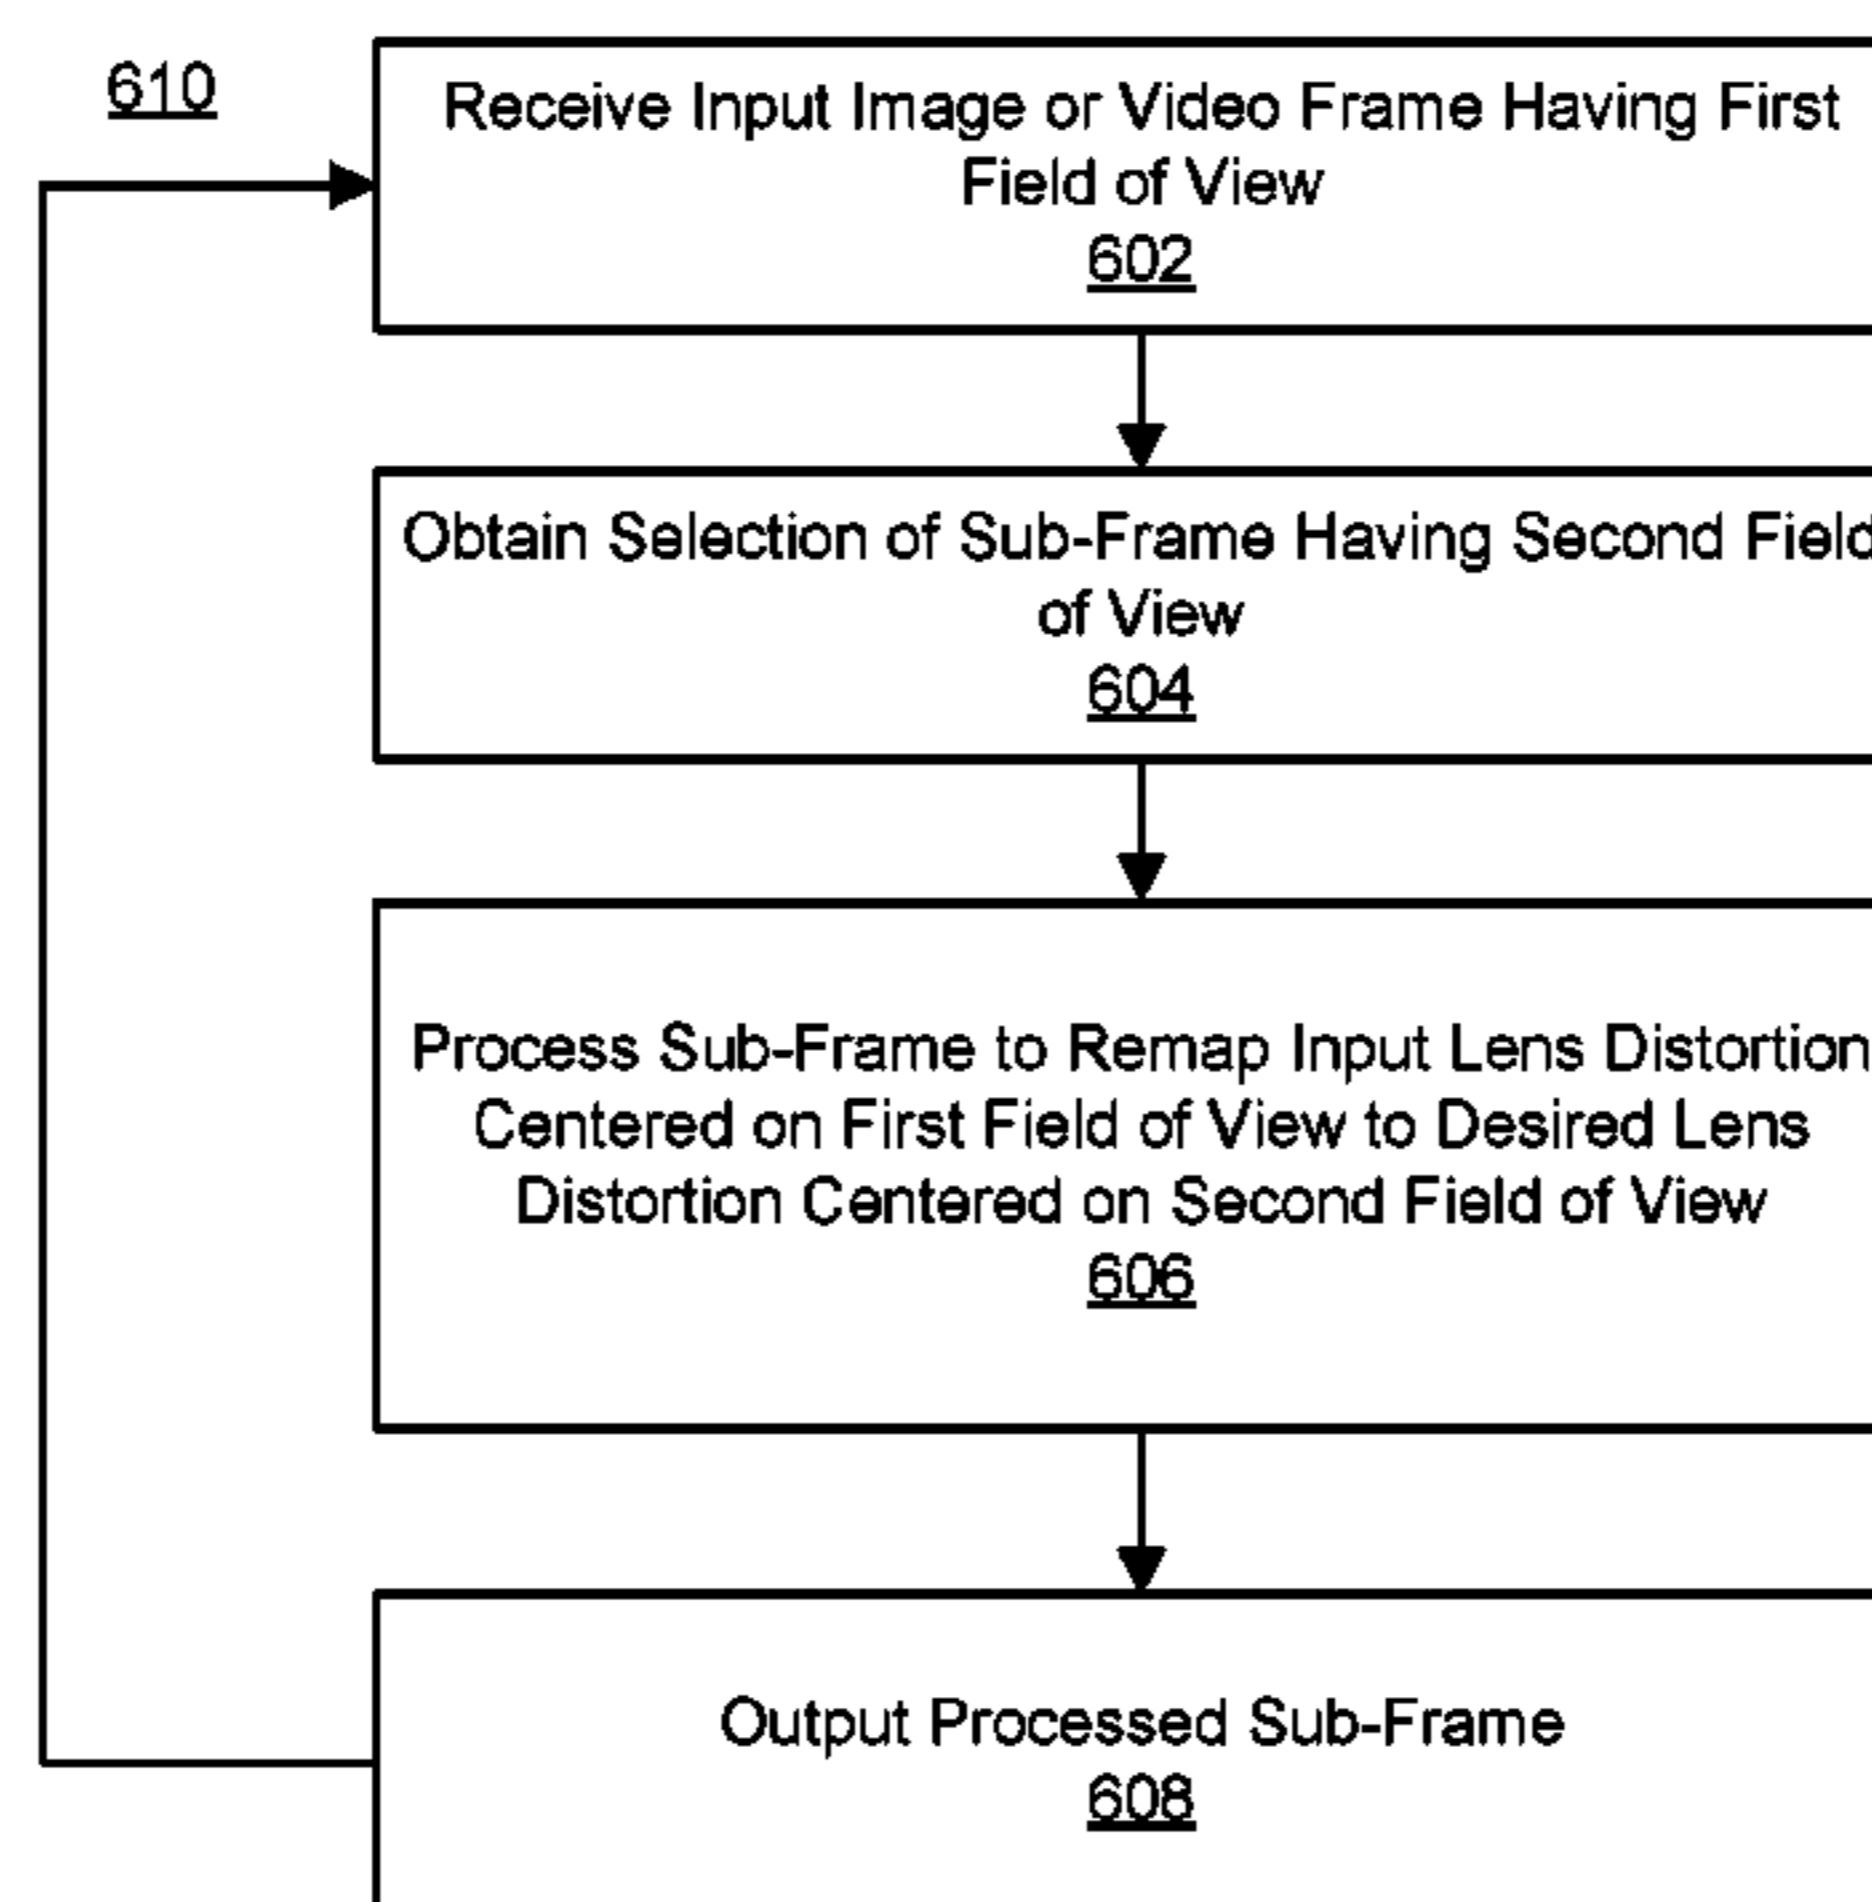 610
Receive Input Image or Video Frame Having First
Field of View
602
Obtain Selection of Sub-Frame Having Second Field
of View
604
Process Sub-Frame to Remap Input Lens Distortion
Centered on First Field of View to Desired Lens
Distortion Centered on Second Field of View
606
Output Processed Sub-Frame
608